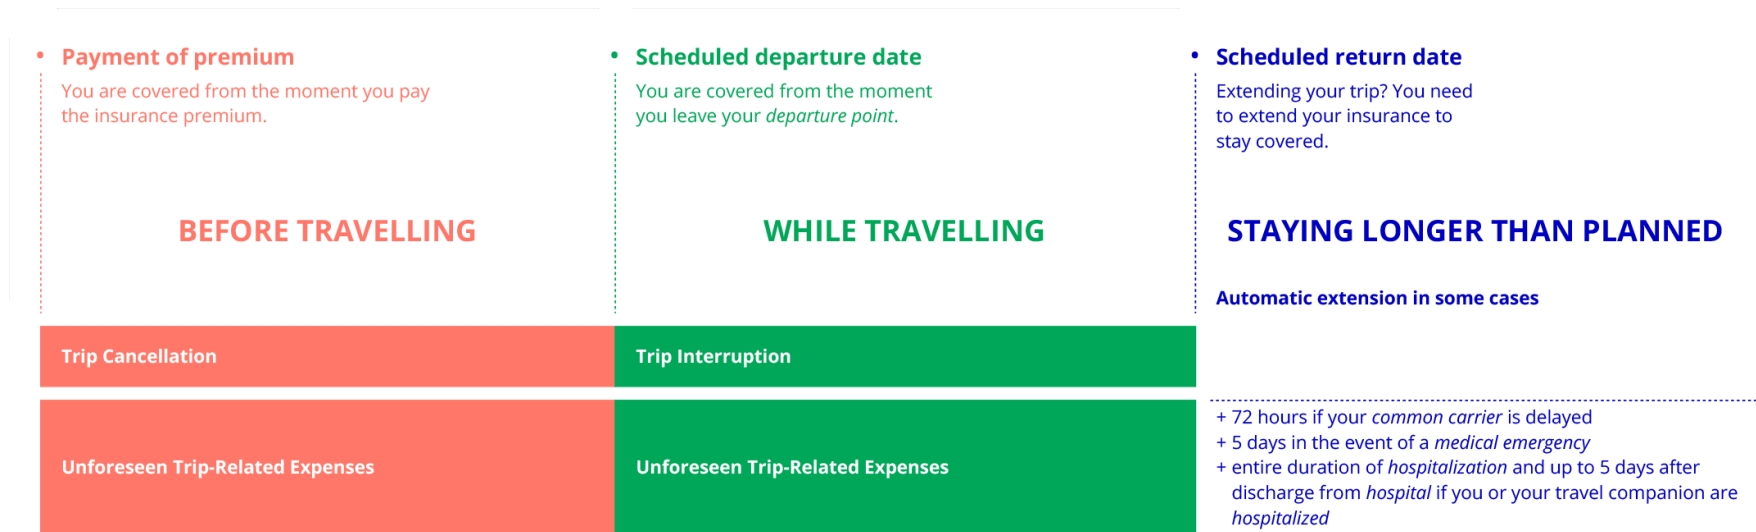 • Payment of premium
You are covered from the moment you pay
the insurance premium.
BEFORE TRAVELLING
• Scheduled departure date
You are covered from the moment
you leave your departure point.
WHILE TRAVELLING
• Scheduled return date
Extending your trip? You need
to extend your insurance to
stay covered.
STAYING LONGER THAN PLANNED
Automatic extension in some cases
Trip Cancellation
Trip Interruption
Unforeseen Trip-Related Expenses
Unforeseen Trip-Related Expenses
+ 72 hours if your common carrier is delayed
+ 5 days in the event of a medical emergency
+ entire duration of hospitalization and up to 5 days after
discharge from hospital if you or your travel companion are
hospitalized